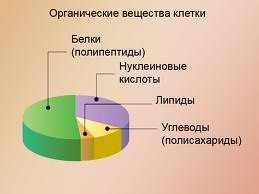 Органические вещества клетки
Белки
(полипептиды)
Нуклеиновые
кислоты
Липиды
Углеводы
(полисахариды)